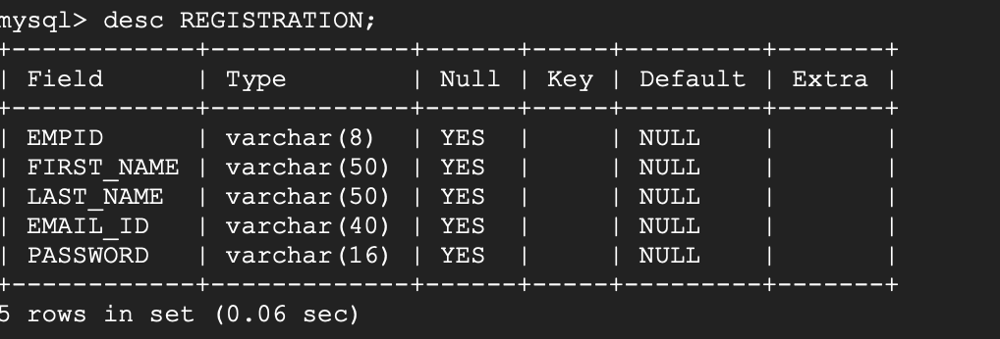 mysql> desc REGISTRATION;
+------------+-------------+------+-----+---------+-------+
| Field      | Type        | Null | Key | Default | Extra |
+------------+-------------+------+-----+---------+-------+
| EMPID      | varchar(8)  | YES  |     | NULL    |       |
| FIRST_NAME | varchar(50) | YES  |     | NULL    |       |
| LAST_NAME  | varchar(50) | YES  |     | NULL    |       |
| EMAIL_ID   | varchar(40) | YES  |     | NULL    |       |
| PASSWORD   | varchar(16) | YES  |     | NULL    |       |
+------------+-------------+------+-----+---------+-------+
5 rows in set (0.06 sec)